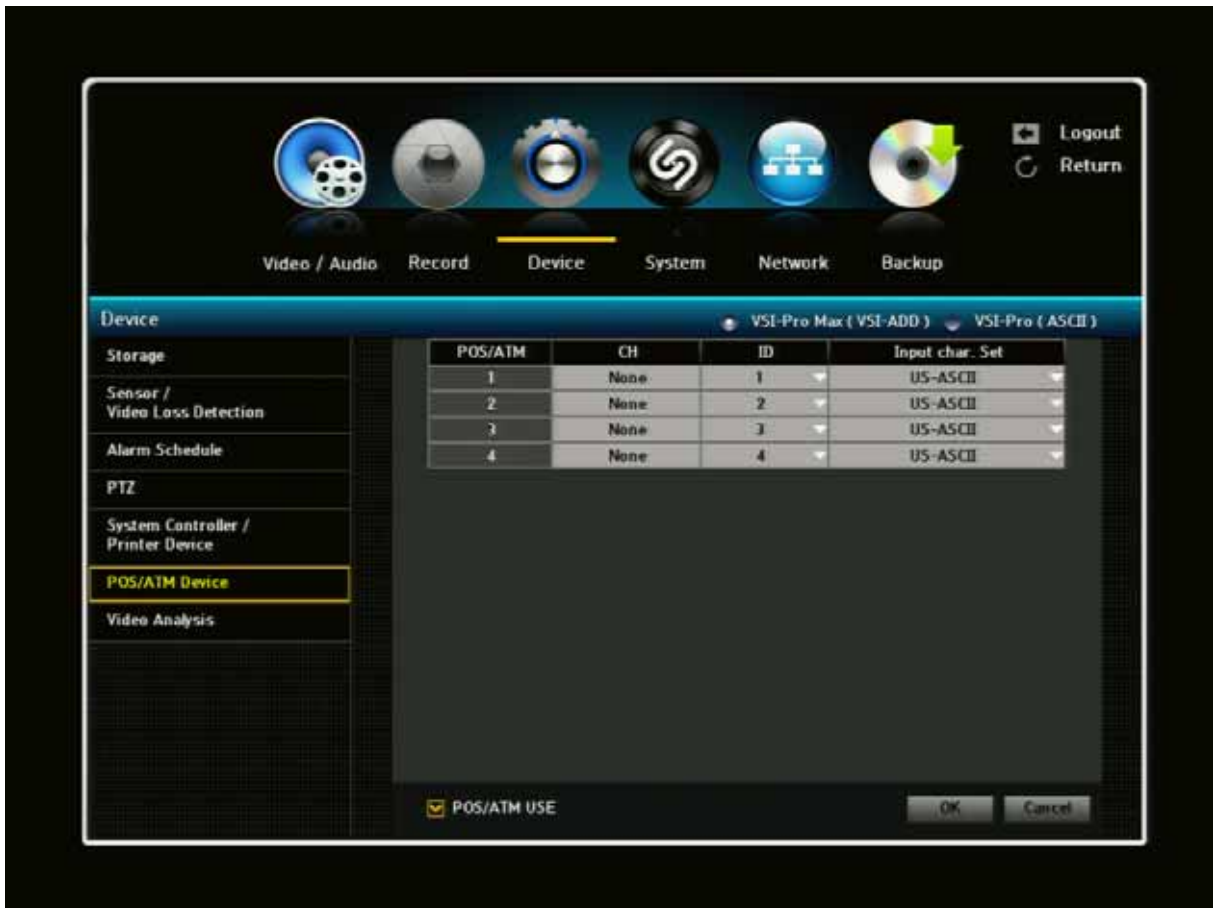 Logout
Return
Video / Audio Record Device System Network Backup
Device
VSI-Pro Max ( VSI-ADD ) VSI-Pro ( ASCII )
Storage
Sensor /
Video Loss Detection
Alarm Schedule
PTZ
System Controller /
Printer Device
POS/ATM Device
Video Analysis
POS/ATM CH ID Input char. Set
1 None 1 US-ASCII
2 None 2 US-ASCII
3 None 3 US-ASCII
4 None 4 US-ASCII
POS/ATM USE
OK Cancel